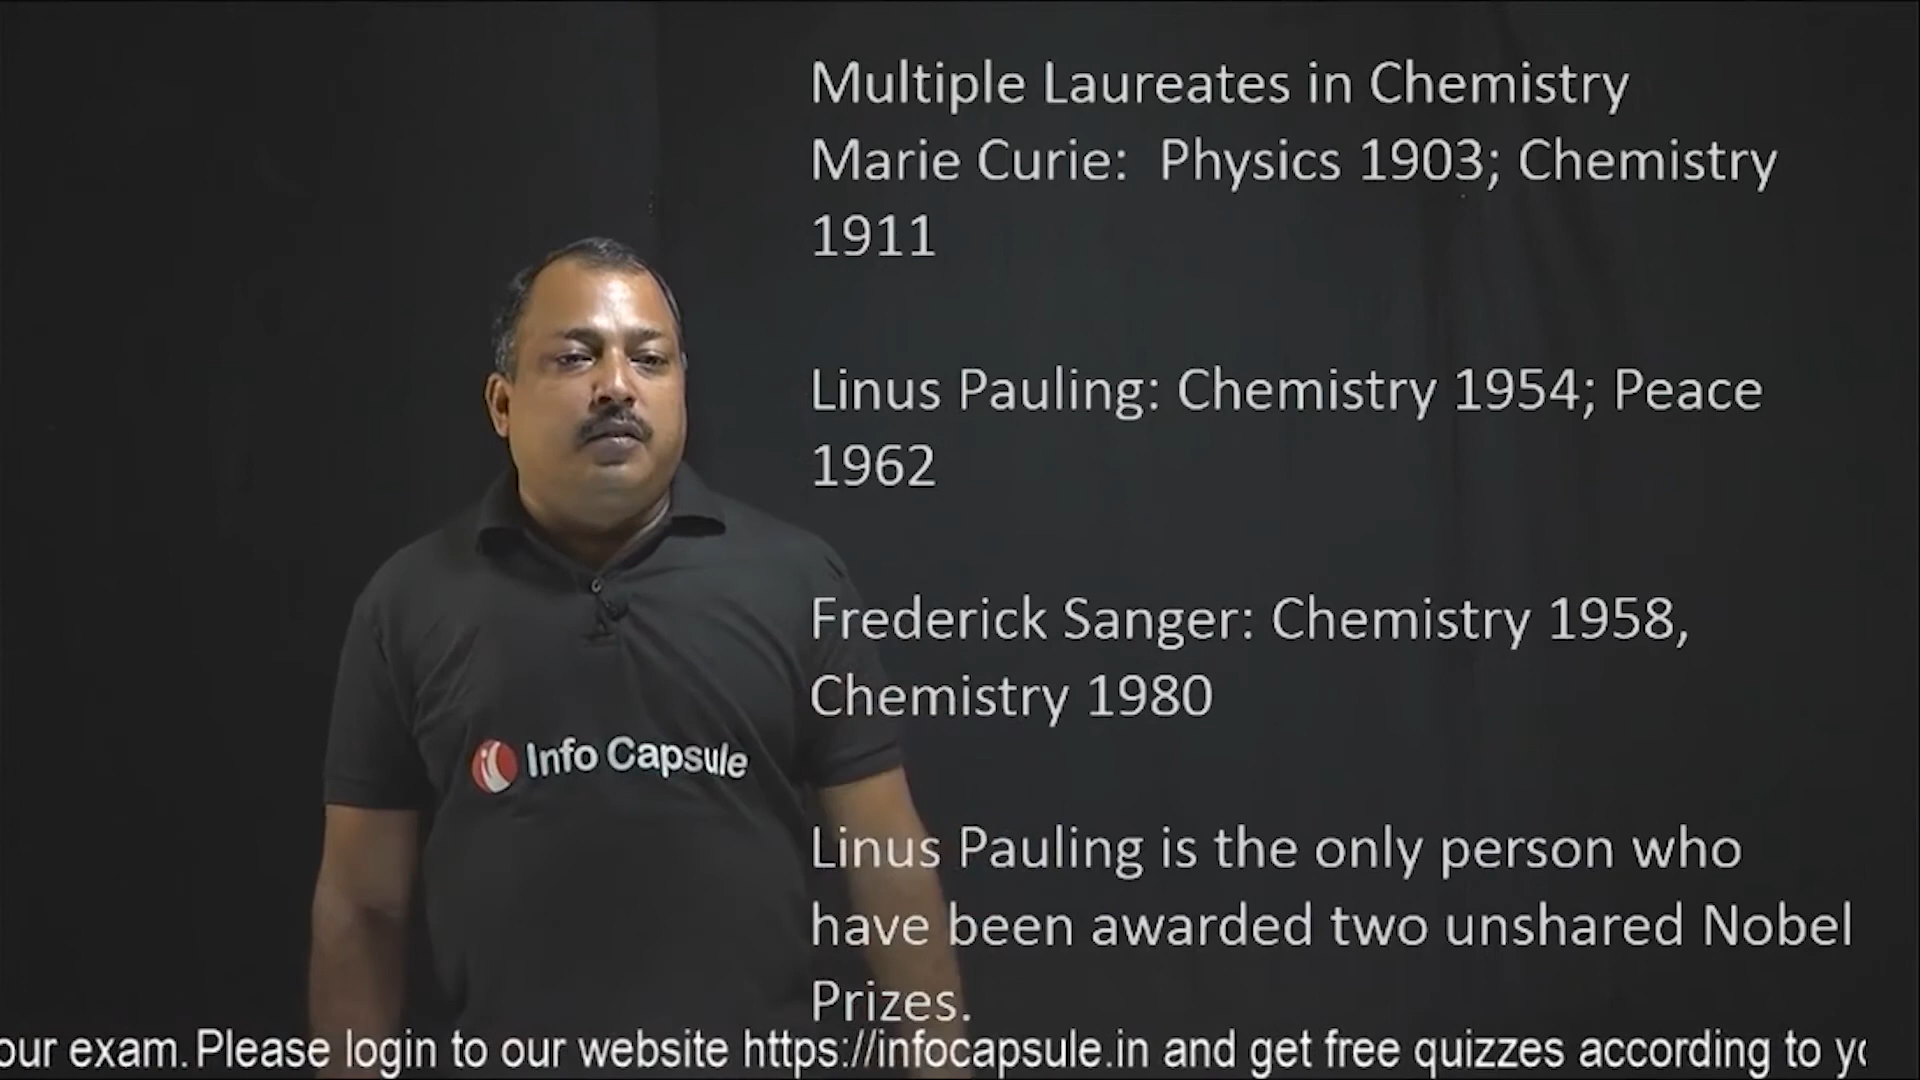 Multiple Laureates in Chemistry
Marie Curie:  Physics 1903; Chemistry
1911
Linus Pauling: Chemistry 1954; Peace
1962
Frederick Sanger: Chemistry 1958,
Chemistry 1980
Info Capsule
Linus Pauling is the only person who
have been awarded two unshared Nobel
Prizes.
our exam. Please login to our website https://infocapsule.in and get free quizzes according to